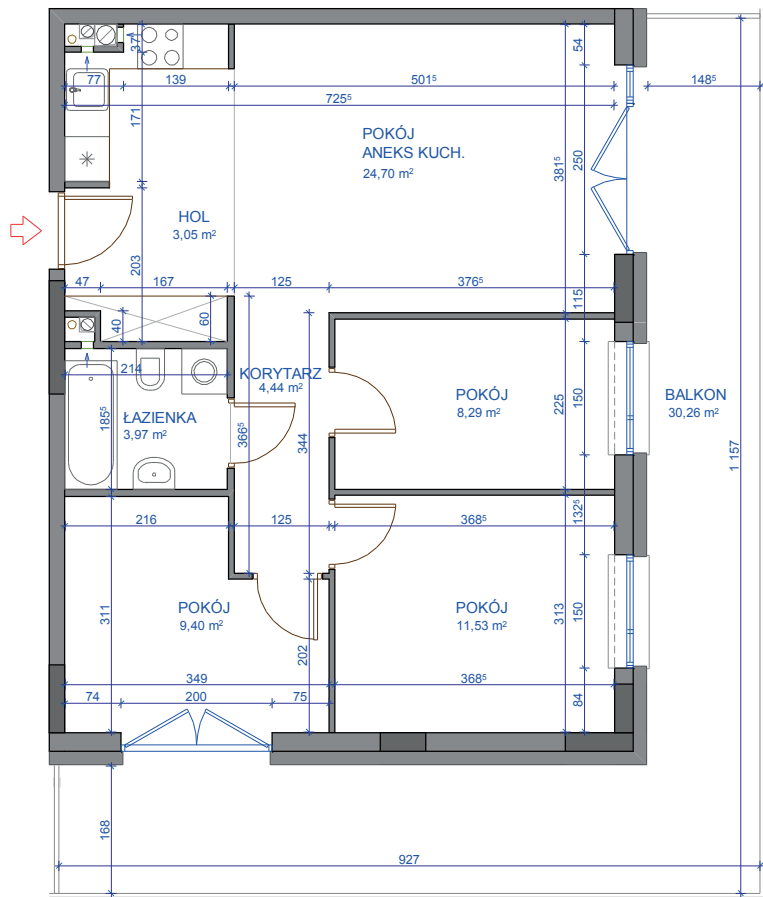 54
37
77
139
501⁵
148⁵
725⁵
171
POKÓJ
ANEKS KUCH.
24,70 m²
381⁵
250
HOL
3,05 m²
203
47
167
125
376⁵
115
40
60
214
KORYTARZ
4,44 m²
POKÓJ
8,29 m²
225
150
BALKON
30,26 m²
185⁵
ŁAZIENKA
3,97 m²
366⁵
344
1 157
216
125
368⁵
132⁵
311
POKÓJ
9,40 m²
POKÓJ
11,53 m²
313
150
202
349
368⁵
74
200
75
84
168
927